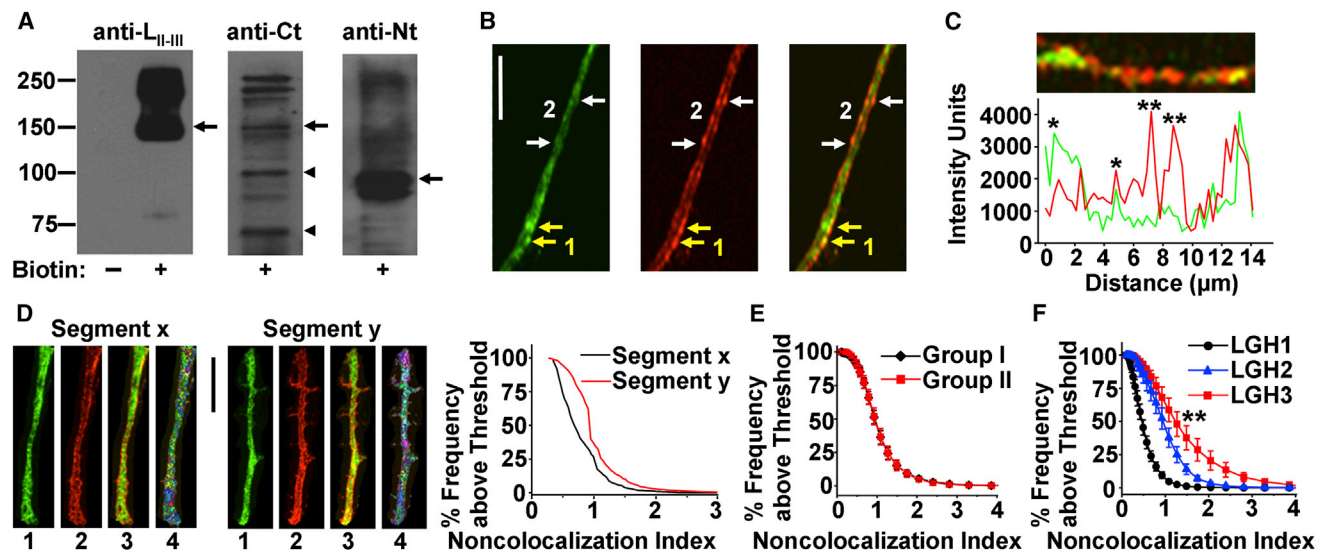 A
anti-L_II-III
anti-Ct
anti-Nt
250
150
100
75
Biotin: – + + +
B
2
1
2
1
2
1
C
Intensity Units
4000
3000
2000
1000
0
* * ** **
0 2 4 6 8 10 12 14
Distance (µm)
D
Segment x
Segment y
1 2 3 4
1 2 3 4
% Frequency above Threshold
100
75
50
25
0
Segment x
Segment y
0 1 2 3
Noncolocalization Index
E
% Frequency above Threshold
100
75
50
25
0
Group I
Group II
0 1 2 3 4
Noncolocalization Index
F
% Frequency above Threshold
100
75
50
25
0
LGH1
LGH2
LGH3
**
0 1 2 3 4
Noncolocalization Index